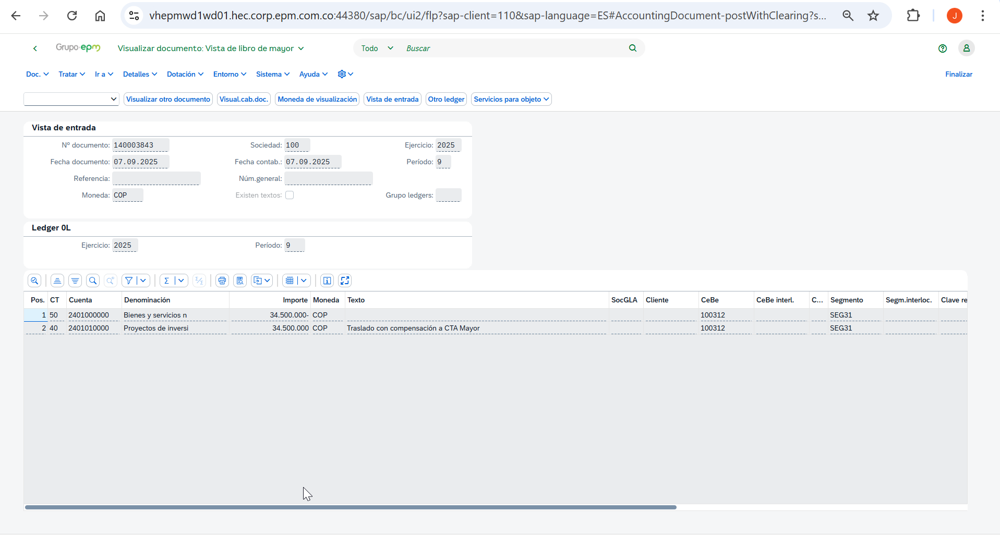 vhepmwd1wd01.hec.corp.epm.com.co:44380/sap/bc/ui2/flp?sap-client=110&sap-language=ES#AccountingDocument-postWithClearing?s...
J
Grupo·epm Visualizar documento: Vista de libro de mayor Todo Buscar
Doc. Tratar Ir a Detalles Dotación Entorno Sistema Ayuda Finalizar
Visualizar otro documento Visual.cab.doc. Moneda de visualización Vista de entrada Otro ledger Servicios para objeto
Vista de entrada
Nº documento: 140003843 Sociedad: 100 Ejercicio: 2025
Fecha documento: 07.09.2025 Fecha contab.: 07.09.2025 Período: 9
Referencia: Núm.general:
Moneda: COP Existen textos: Grupo ledgers:
Ledger 0L
Ejercicio: 2025 Período: 9
Pos. CT Cuenta Denominación Importe Moneda Texto SocGLA Cliente CeBe CeBe interl. C... Segmento Segm.interloc. Clave re
1 50 2401000000 Bienes y servicios n 34.500.000- COP 100312 SEG31
2 40 2401010000 Proyectos de inversi 34.500.000 COP Traslado con compensación a CTA Mayor 100312 SEG31